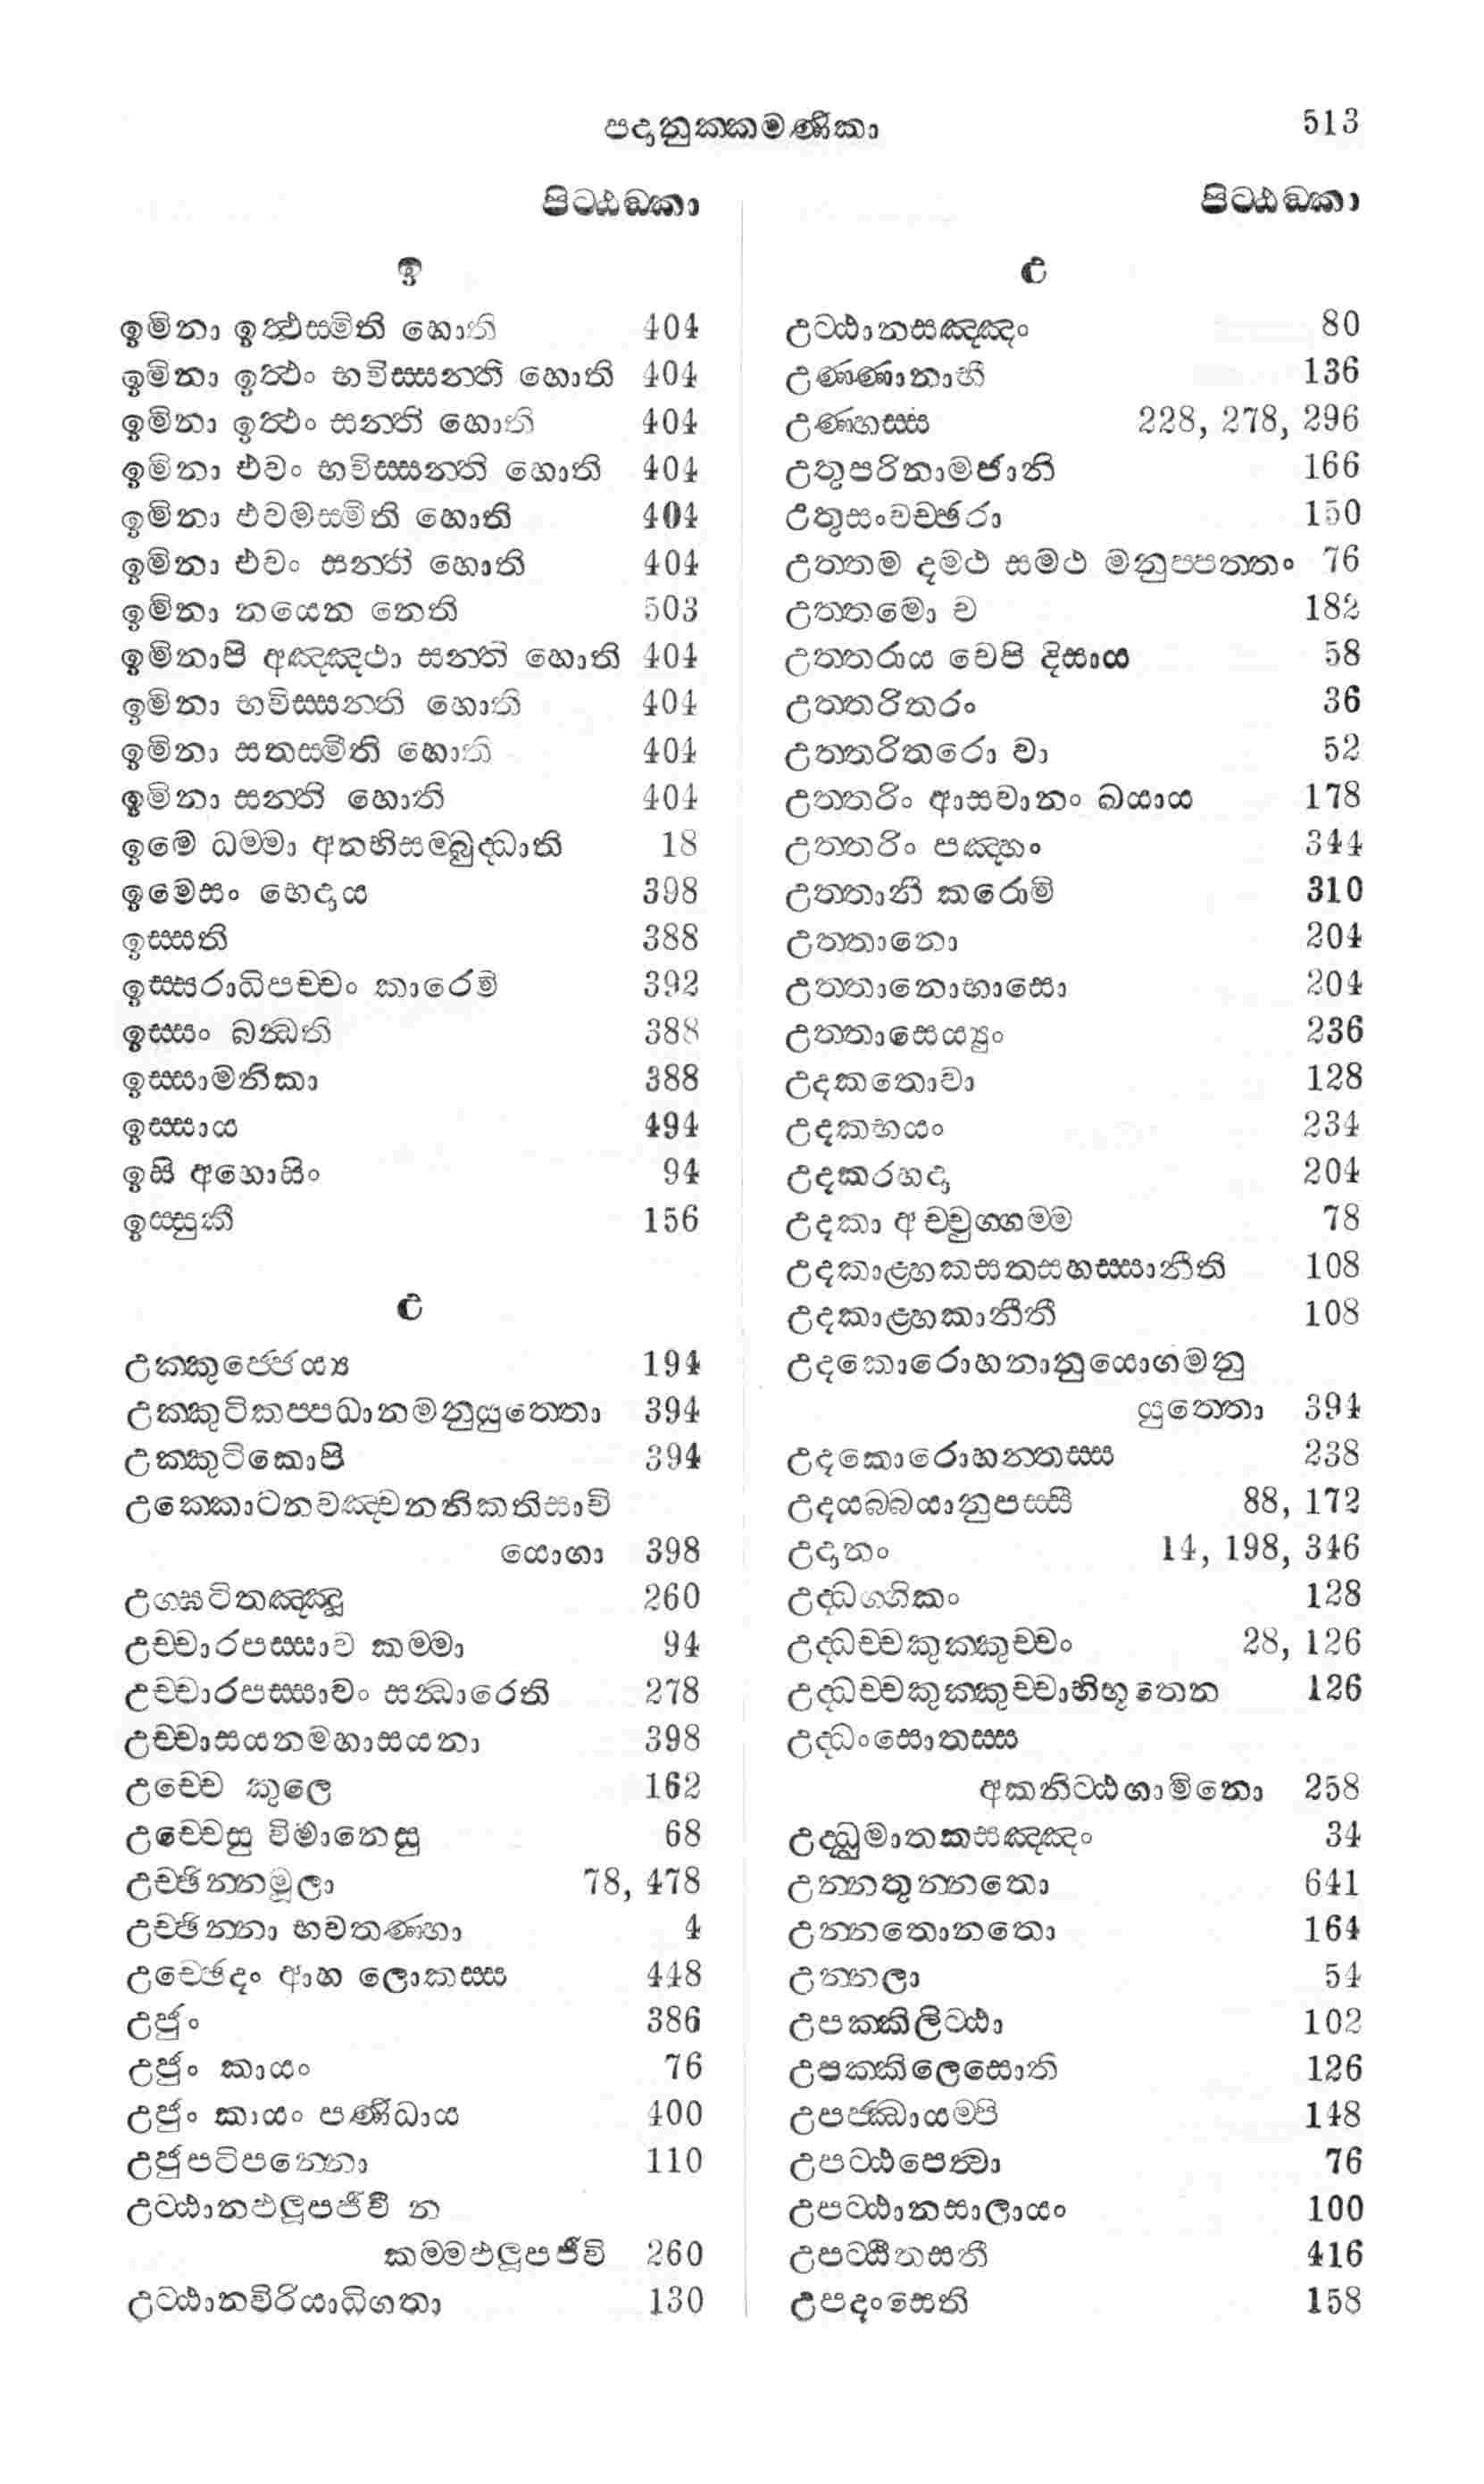 පදානුක්කමණිකා 513
පිට්ඨඞ්කා
ඉ
ඉමිනා ඉත්ථසමිති හොති 404
ඉමිනා ඉත්ථං භවිස්සන්ති හොති 404
ඉමිනා ඉත්ථං සන්ති හොති 404
ඉමිනා එවං භවිස්සන්ති හොති 404
ඉමිනා එවමසමිති හොති 404
ඉමිනා එවං සන්ති හොති 404
ඉමිනා නයෙන නෙති 503
ඉමිනාපි අඤ්ඤථා සන්ති හොති 404
ඉමිනා භවිස්සන්ති හොති 404
ඉමිනා සතසමීති හොති 404
ඉමිනා සන්ති හොති 404
ඉමෙ ධම්මා අනභිසම්බුද්ධාති 18
ඉමෙසං භෙදාය 398
ඉස්සති 388
ඉස්සරාධිපච්චං කාරෙමි 392
ඉස්සං බන්ධති 388
ඉස්සාමනිකා 388
ඉස්සාය 494
ඉසි අහොසිං 94
ඉස්සුකී 156
උ
උක්කුජ්ජෙය්‍ය 194
උක්කුටිකප්පධානමනුයුත්තො 394
උක්කුටිකොපි 394
උක්කොටනවඤ්චනනිකතිසාචි
යොගා 398
උග්ඝටිතඤ්ඤූ 260
උච්චාරපස්සාව කම්මා 94
උච්චාරපස්සාවං සන්ධාරෙති 278
උච්චාසයනමහාසයනා 398
උච්චෙ කුලෙ 162
උච්චෙසු විමානෙසු 68
උච්ඡින්නමූලා 78, 478
උච්ඡින්නා භවතණ්හා 4
උච්ඡෙදං ආහ ලොකස්ස 448
උජුං 386
උජුං කායං 76
උජුං කායං පණිධාය 400
උජුපටිපන්නො 110
උට්ඨානඵලූපජීවී න
කම්මඵලූපජීවි 260
උට්ඨානවිරියාධිගතා 130
පිට්ඨඞ්කා
උ
උට්ඨානසඤ්ඤං 80
උණ්ණානාභී 136
උණ්හස්ස 228, 278, 296
උතුපරිනාමජානි 166
උතුසංවච්ඡරා 150
උත්තම දමථ සමථ මනුප්පත්තං 76
උත්තමො ච 182
උත්තරාය චෙපි දිසාය 58
උත්තරිතරං 36
උත්තරිතරො වා 52
උත්තරිං ආසවානං ඛයාය 178
උත්තරිං පඤ්හං 344
උත්තානී කරොමි 310
උත්තානො 204
උත්තානොභාසො 204
උත්තාසෙය්‍යුං 236
උදකතොවා 128
උදකභයං 234
උදකරහදා 204
උදකා අච්චුග්ගම්ම 78
උදකාළ්හකසතසහස්සානීති 108
උදකාළ්හකානීති 108
උදකොරොහනානුයොගමනු
යුත්තො 394
උදකොරොහන්තස්ස 238
උදයබ්බයානුපස්සී 88, 172
උදානං 14, 198, 346
උද්ධග්ගිකං 128
උද්ධච්චකුක්කුච්චං 28, 126
උද්ධච්චකුක්කුච්චාභිභූතෙන 126
උද්ධංසොතස්ස
අකනිට්ඨගාමිනො 258
උද්ධුමාතකසඤ්ඤං 34
උන්නතුන්නතො 641
උන්නතොනතො 164
උන්නලා 54
උපක්කිලිට්ඨා 102
උපක්කිලෙසොති 126
උපජ්ඣායම්පි 148
උපට්ඨපෙත්වා 76
උපට්ඨානසාලායං 100
උපට්ඨිතසතී 416
උපදංසෙති 158